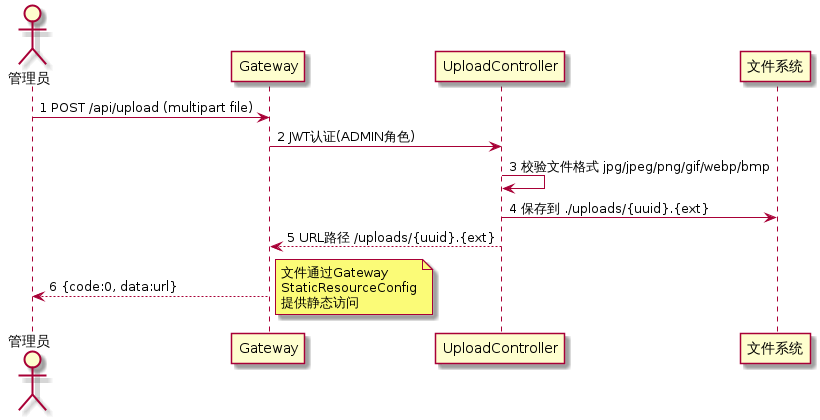 管理员
Gateway
UploadController
文件系统
1 POST /api/upload (multipart file)
2 JWT认证(ADMIN角色)
3 校验文件格式 jpg/jpeg/png/gif/webp/bmp
4 保存到 ./uploads/{uuid}.{ext}
5 URL路径 /uploads/{uuid}.{ext}
文件通过Gateway
StaticResourceConfig
提供静态访问
6 {code:0, data:url}
管理员
Gateway
UploadController
文件系统